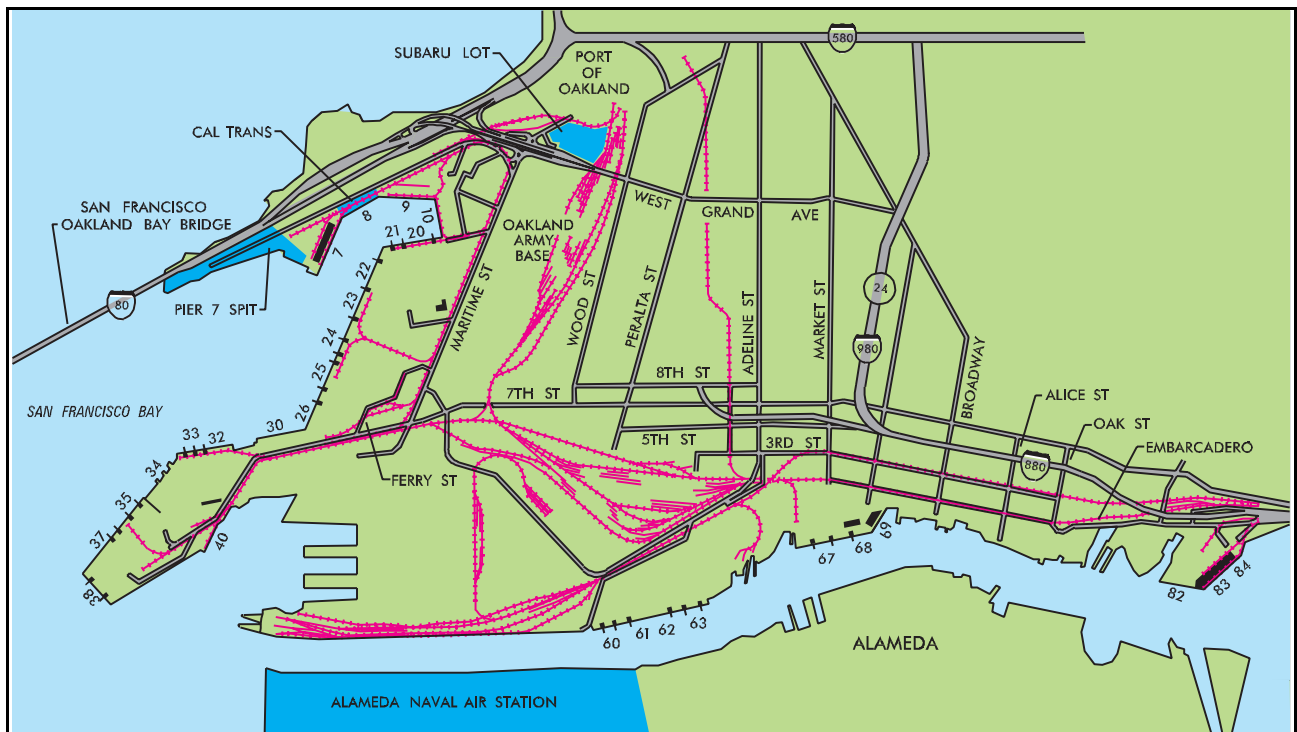 580
SUBARU LOT
PORT
OF
OAKLAND
CAL TRANS
SAN FRANCISCO
OAKLAND BAY BRIDGE
80
PIER 7 SPIT
7
8
9
10
20
21
22
23
24
25
26
30
32
33
34
35
37
38
40
OAKLAND
ARMY
BASE
WEST GRAND AVE
MARITIME ST
WOOD ST
PERALTA ST
ADELINE ST
MARKET ST
24
980
BROADWAY
8TH ST
7TH ST
5TH ST
3RD ST
FERRY ST
ALICE ST
OAK ST
EMBARCADERO
880
SAN FRANCISCO BAY
60
61
62
63
67
68
69
82
83
84
ALAMEDA
ALAMEDA NAVAL AIR STATION